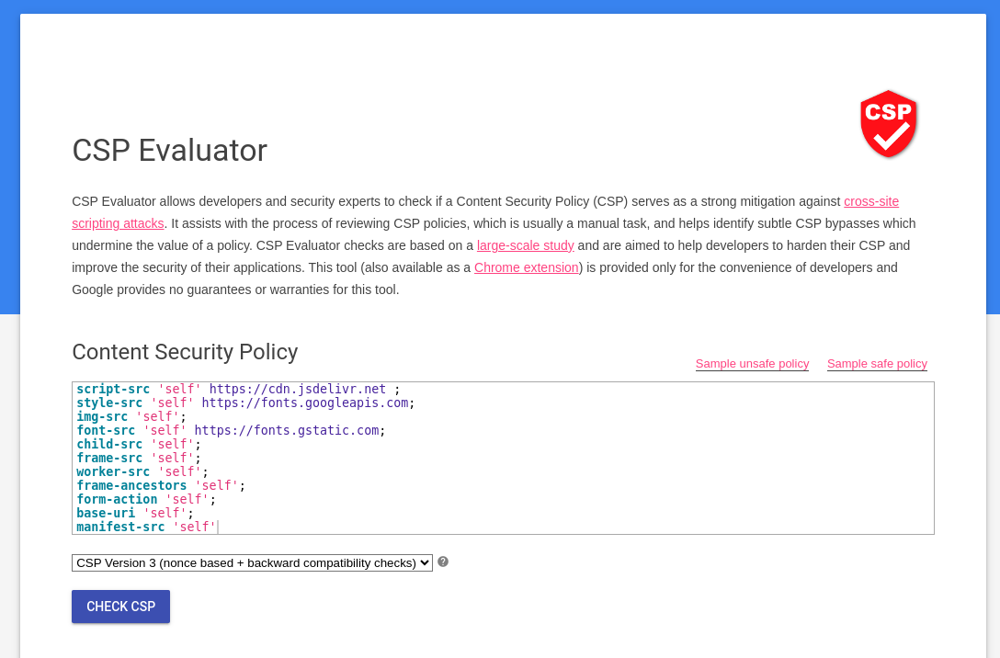 CSP
CSP Evaluator
CSP Evaluator allows developers and security experts to check if a Content Security Policy (CSP) serves as a strong mitigation against cross-site
scripting attacks. It assists with the process of reviewing CSP policies, which is usually a manual task, and helps identify subtle CSP bypasses which
undermine the value of a policy. CSP Evaluator checks are based on a large-scale study and are aimed to help developers to harden their CSP and
improve the security of their applications. This tool (also available as a Chrome extension) is provided only for the convenience of developers and
Google provides no guarantees or warranties for this tool.
Content Security Policy
Sample unsafe policy Sample safe policy
script-src 'self' https://cdn.jsdelivr.net ;
style-src 'self' https://fonts.googleapis.com;
img-src 'self';
font-src 'self' https://fonts.gstatic.com;
child-src 'self';
frame-src 'self';
worker-src 'self';
frame-ancestors 'self';
form-action 'self';
base-uri 'self';
manifest-src 'self'
CSP Version 3 (nonce based + backward compatibility checks) ?
CHECK CSP